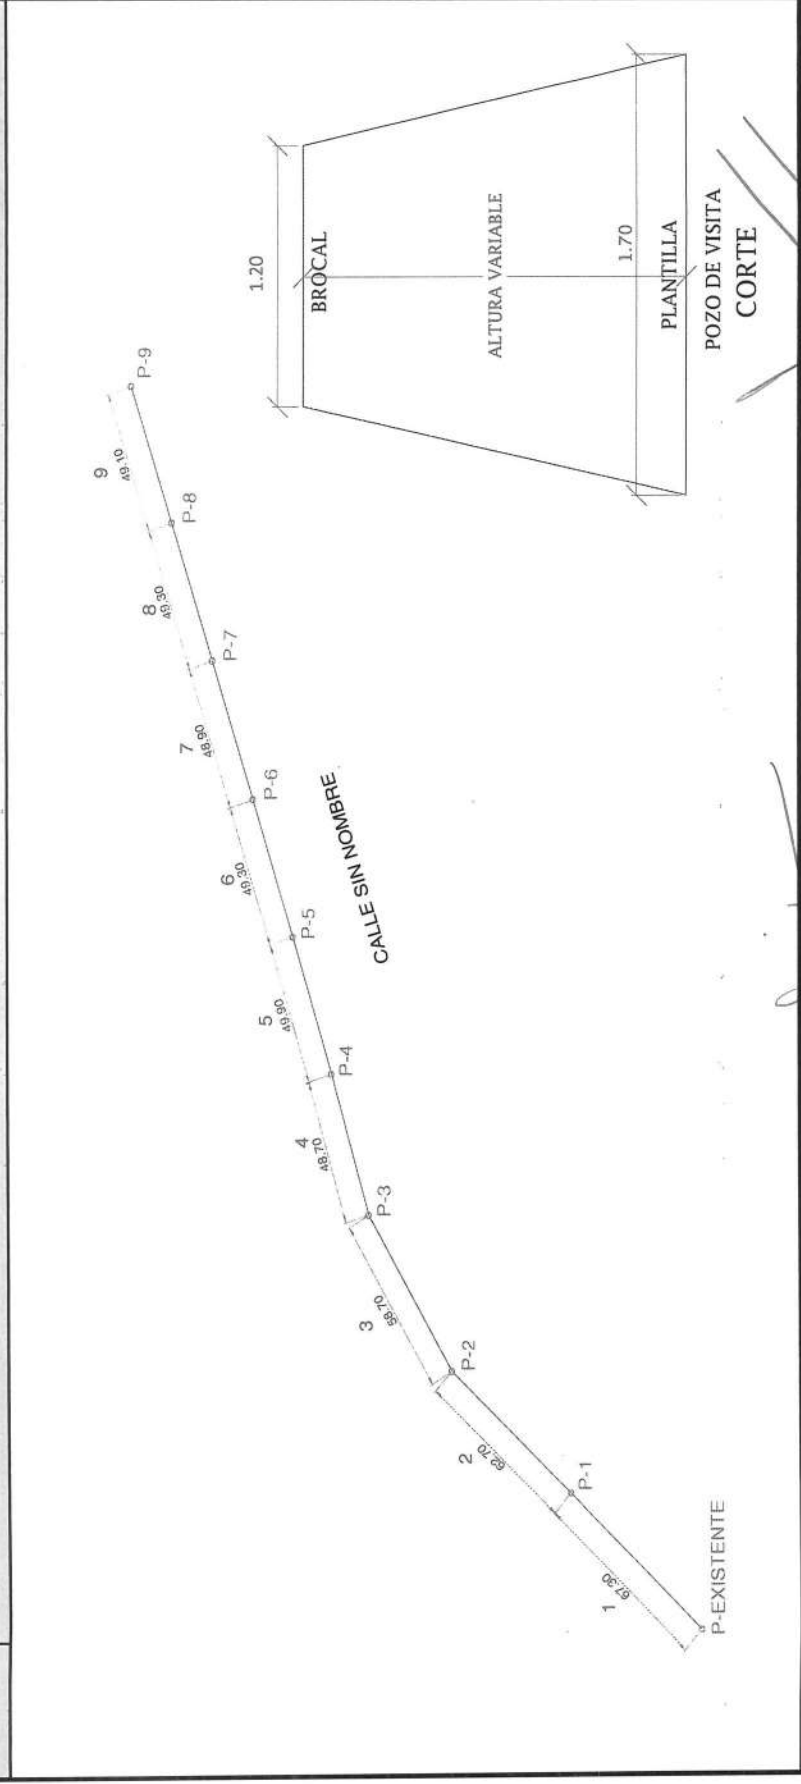 P-EXISTENTE
1
67.30
P-1
2
62.70
P-2
3
58.70
P-3
4
48.70
P-4
5
49.90
P-5
6
49.30
P-6
7
48.90
P-7
8
49.30
P-8
9
49.10
P-9
CALLE SIN NOMBRE
1.20
BROCAL
ALTURA VARIABLE
1.70
PLANTILLA
POZO DE VISITA
CORTE